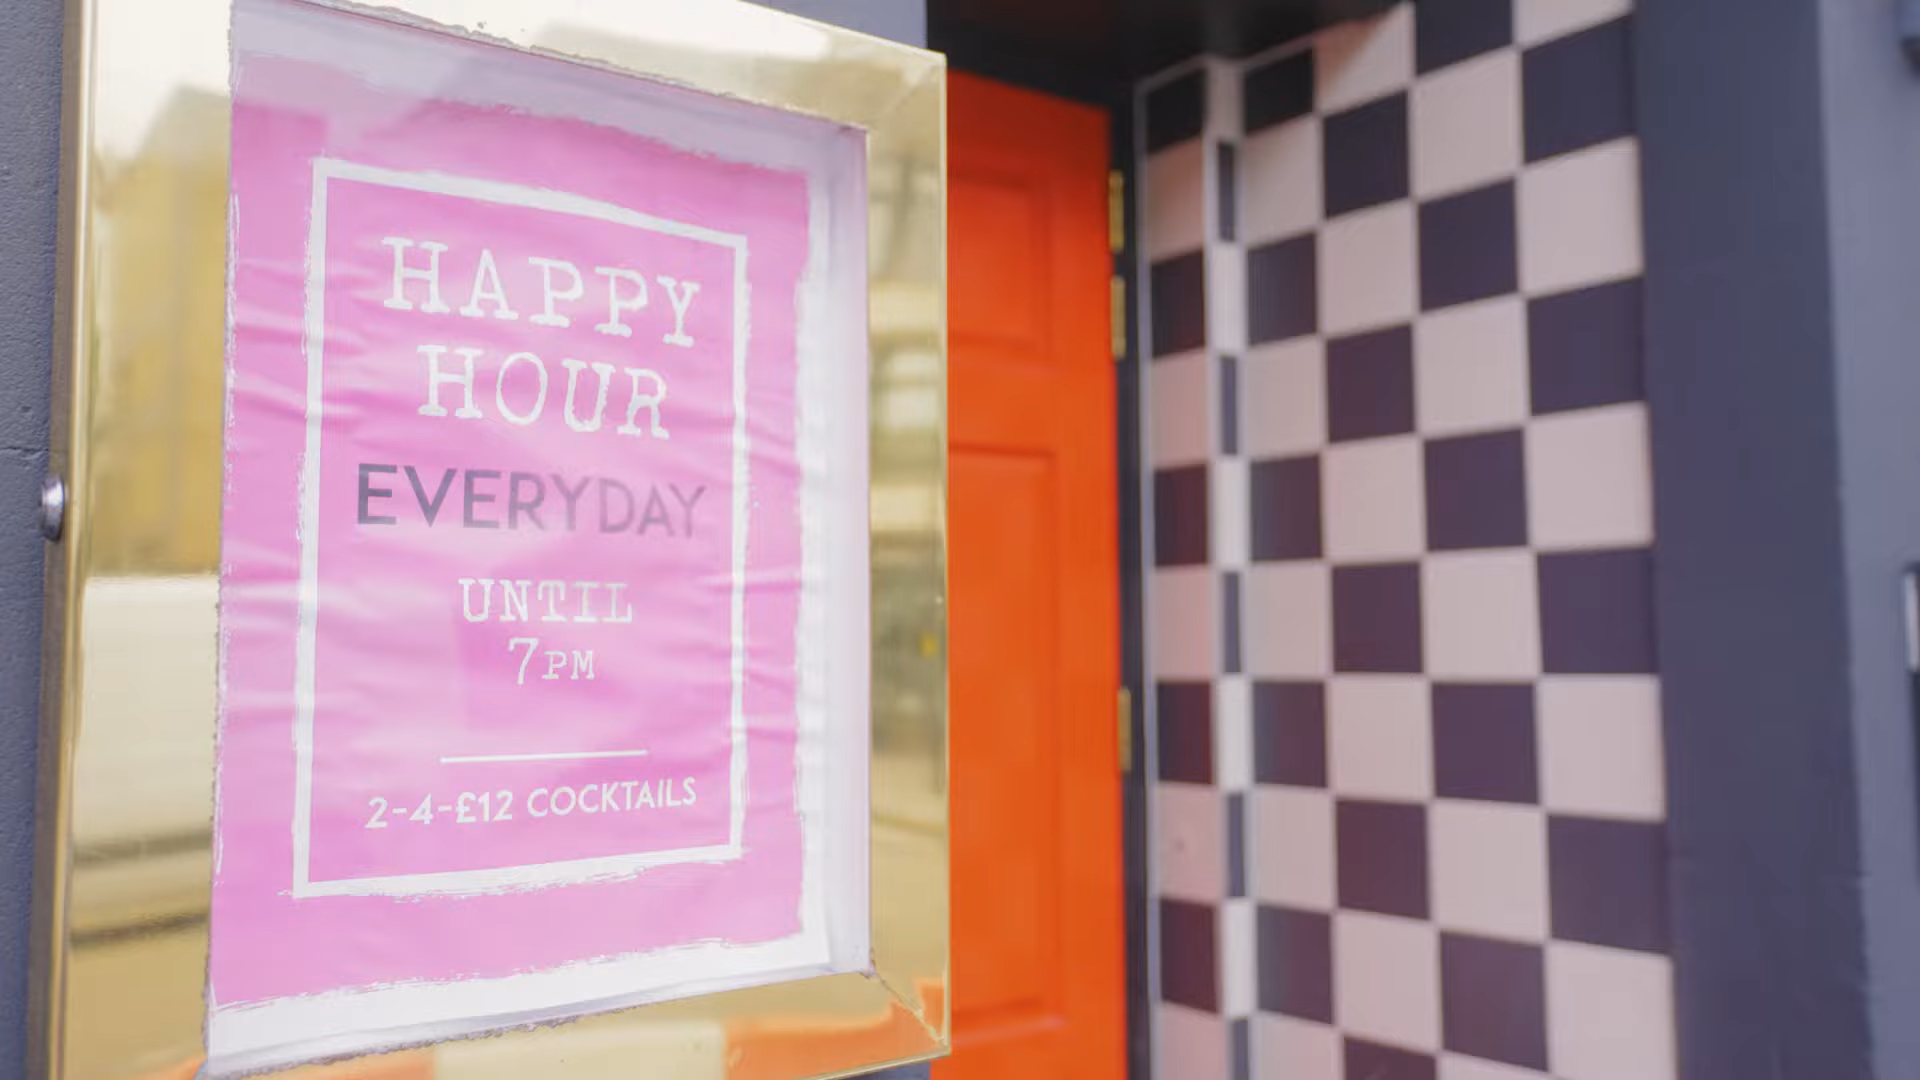 HAPPY
HOUR
EVERYDAY
UNTIL
7PM
2-4-£12 COCKTAILS